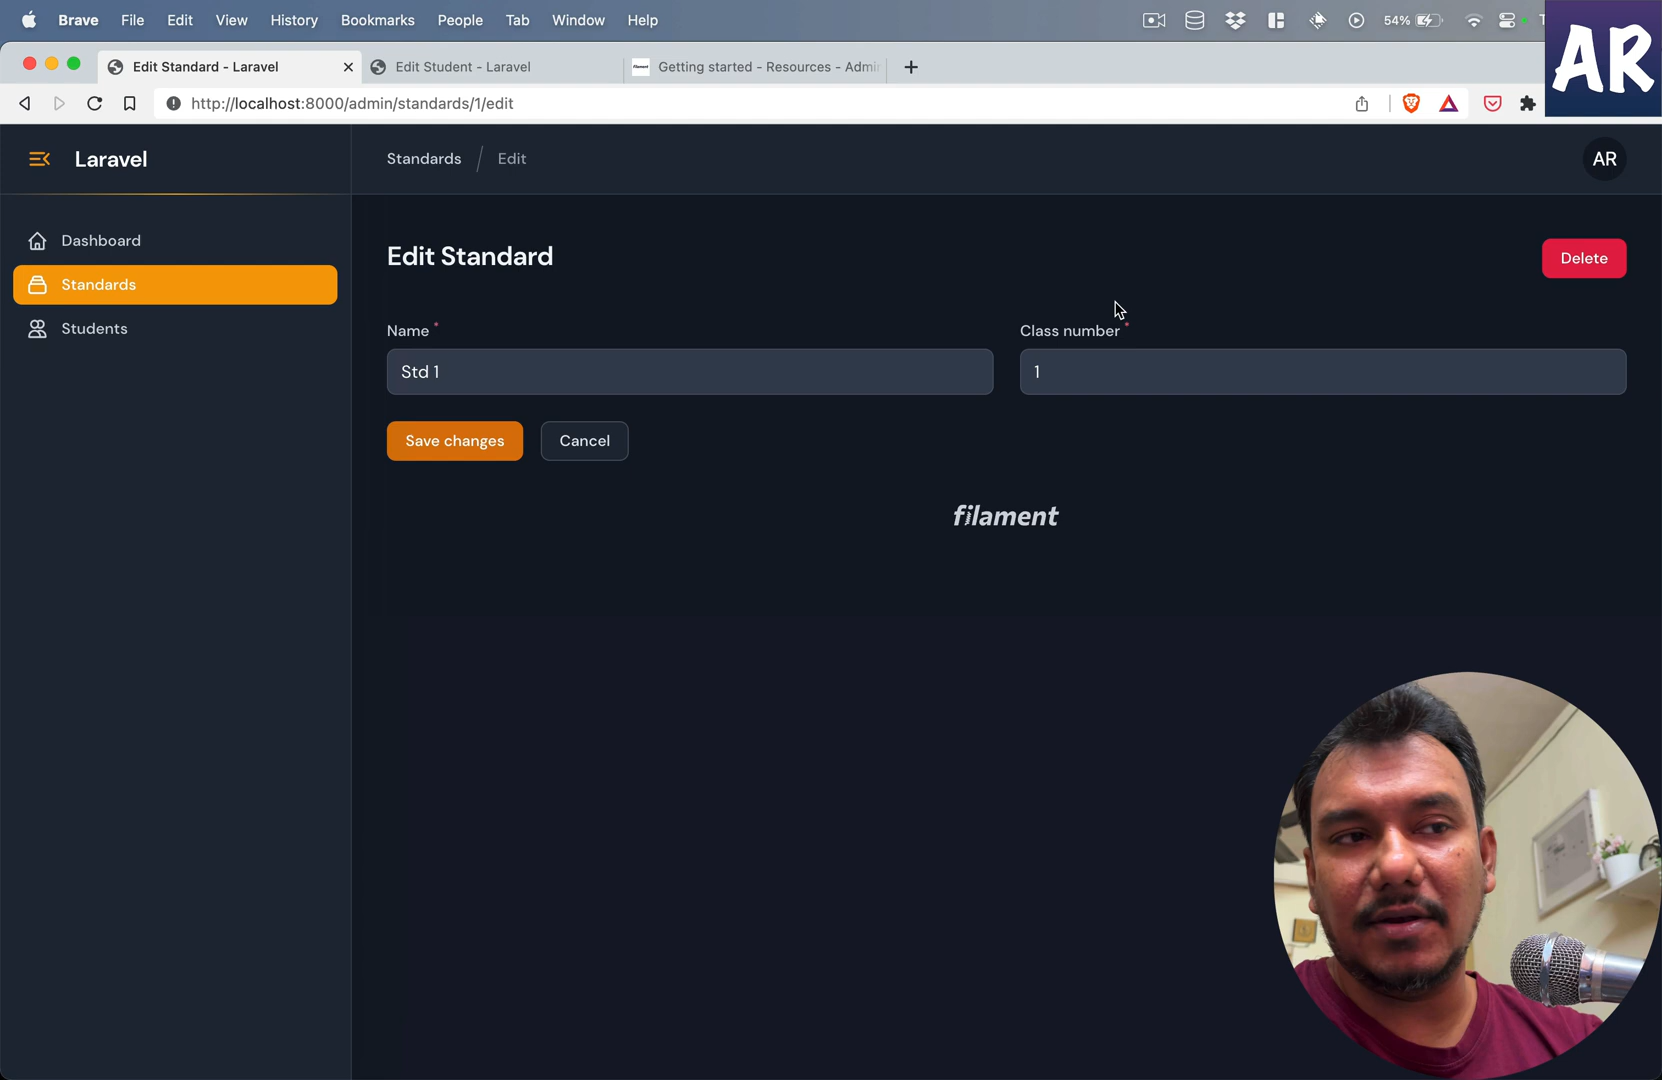 Brave File Edit View History Bookmarks People Tab Window Help 54%
AR
Edit Standard - Laravel Edit Student - Laravel Getting started - Resources - Admi
http://localhost:8000/admin/standards/1/edit
Laravel
Standards / Edit
AR
Dashboard
Standards
Students
Edit Standard
Delete
Name *
Class number *
Std 1
1
Save changes
Cancel
filament